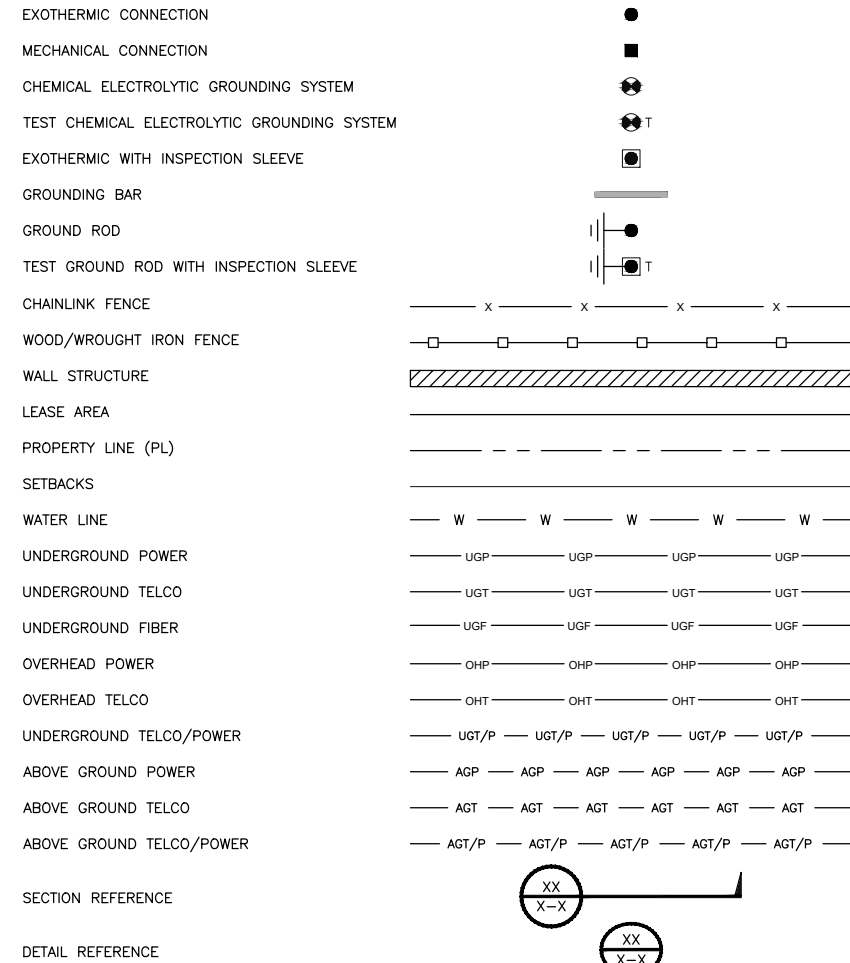 EXOTHERMIC CONNECTION
MECHANICAL CONNECTION
CHEMICAL ELECTROLYTIC GROUNDING SYSTEM
TEST CHEMICAL ELECTROLYTIC GROUNDING SYSTEM T
EXOTHERMIC WITH INSPECTION SLEEVE
GROUNDING BAR
GROUND ROD
TEST GROUND ROD WITH INSPECTION SLEEVE T
CHAINLINK FENCE X X X X
WOOD/WROUGHT IRON FENCE
WALL STRUCTURE
LEASE AREA
PROPERTY LINE (PL)
SETBACKS
WATER LINE W W W W W
UNDERGROUND POWER UGP UGP UGP UGP
UNDERGROUND TELCO UGT UGT UGT UGT
UNDERGROUND FIBER UGF UGF UGF UGF
OVERHEAD POWER OHP OHP OHP OHP
OVERHEAD TELCO OHT OHT OHT OHT
UNDERGROUND TELCO/POWER UGT/P UGT/P UGT/P UGT/P UGT/P
ABOVE GROUND POWER AGP AGP AGP AGP AGP AGP
ABOVE GROUND TELCO AGT AGT AGT AGT AGT AGT
ABOVE GROUND TELCO/POWER AGT/P AGT/P AGT/P AGT/P AGT/P
XX
SECTION REFERENCE X-X
XX
DETAIL REFERENCE X-X